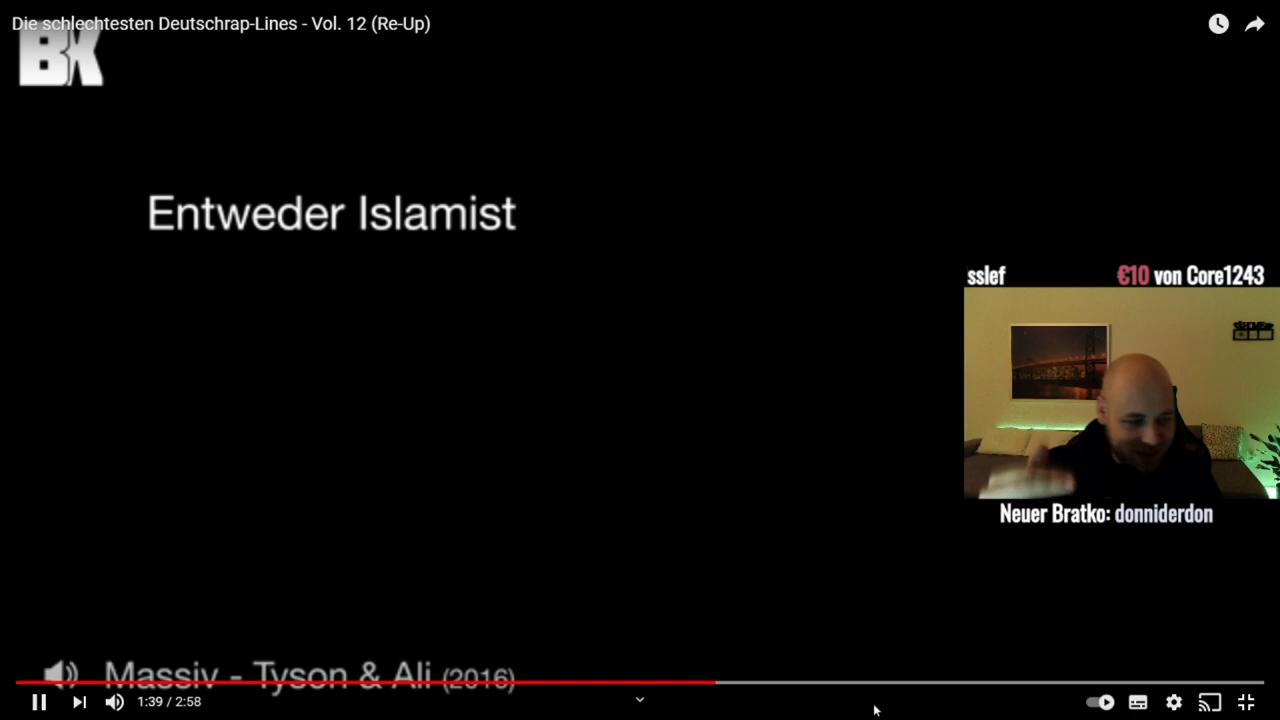 Die schlechtesten Deutschrap-Lines - Vol. 12 (Re-Up)
BK
Entweder Islamist
sslef €10 von Core1243
Neuer Bratko: donniderdon
Massiv - Tyson & Ali (2016)
1:39 / 2:58